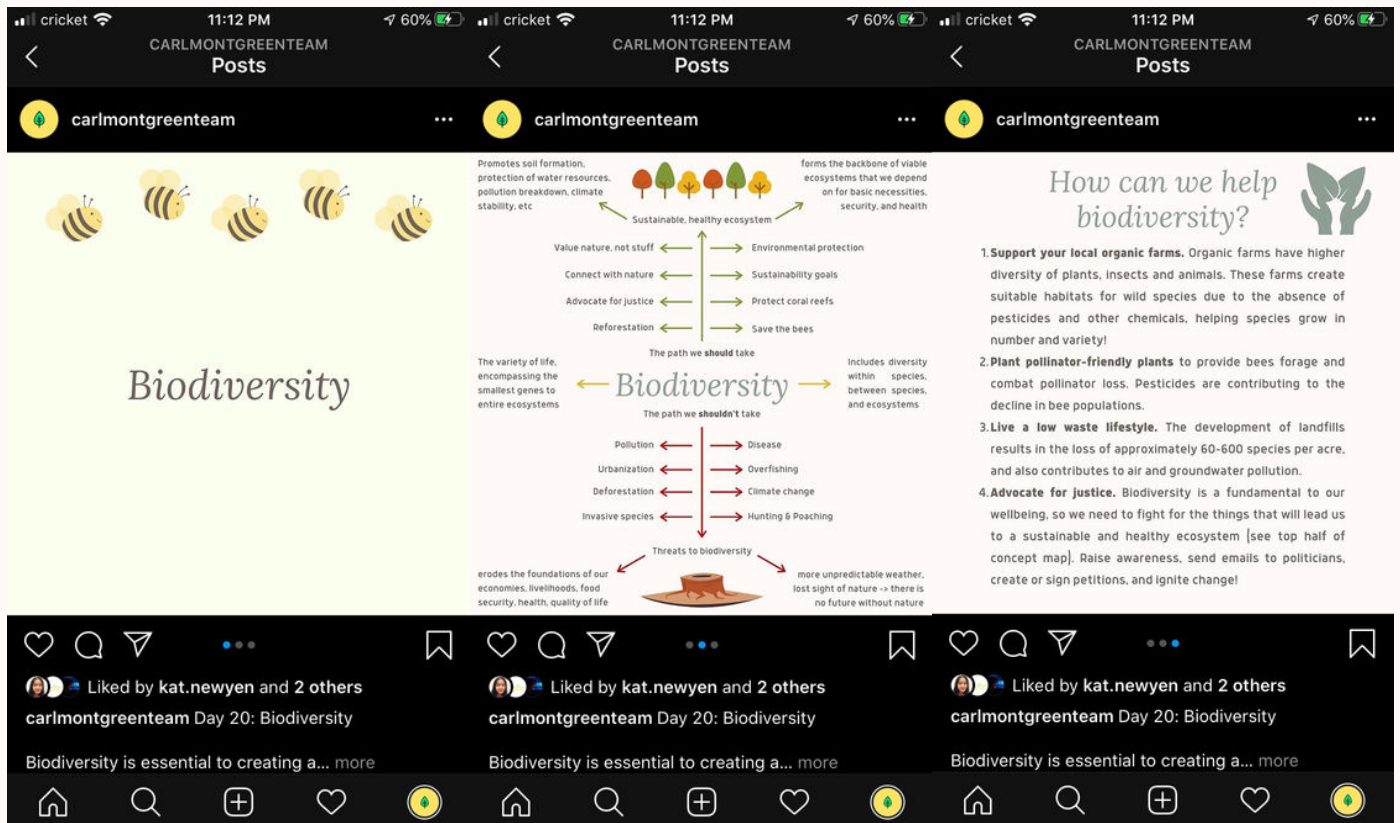 cricket 11:12 PM 60%
CARLMONTGREENTEAM
Posts
carlmontgreenteam
Biodiversity
Liked by kat.newyen and 2 others
carlmontgreenteam Day 20: Biodiversity
Biodiversity is essential to creating a... more
cricket 11:12 PM 60%
CARLMONTGREENTEAM
Posts
carlmontgreenteam
Promotes soil formation,
protection of water resources,
pollution breakdown, climate
stability, etc
forms the backbone of viable
ecosystems that we depend
on for basic necessities,
security, and health
Sustainable, healthy ecosystem
Value nature, not stuff
Environmental protection
Connect with nature
Sustainability goals
Advocate for justice
Protect coral reefs
Reforestation
Save the bees
The path we should take
The variety of life,
encompassing the
smallest genes to
entire ecosystems
Biodiversity
Includes diversity
within species,
between species,
and ecosystems
The path we shouldn't take
Pollution
Disease
Urbanization
Overfishing
Deforestation
Climate change
Invasive species
Hunting & Poaching
Threats to biodiversity
erodes the foundations of our
economies, livelihoods, food
security, health, quality of life
more unpredictable weather,
lost sight of nature -> there is
no future without nature
Liked by kat.newyen and 2 others
carlmontgreenteam Day 20: Biodiversity
Biodiversity is essential to creating a... more
cricket 11:12 PM 60%
CARLMONTGREENTEAM
Posts
carlmontgreenteam
How can we help
biodiversity?
1. Support your local organic farms. Organic farms have higher
diversity of plants, insects and animals. These farms create
suitable habitats for wild species due to the absence of
pesticides and other chemicals, helping species grow in
number and variety!
2. Plant pollinator-friendly plants to provide bees forage and
combat pollinator loss. Pesticides are contributing to the
decline in bee populations.
3. Live a low waste lifestyle. The development of landfills
results in the loss of approximately 60-600 species per acre,
and also contributes to air and groundwater pollution.
4. Advocate for justice. Biodiversity is a fundamental to our
wellbeing, so we need to fight for the things that will lead us
to a sustainable and healthy ecosystem (see top half of
concept map). Raise awareness, send emails to politicians,
create or sign petitions, and ignite change!
Liked by kat.newyen and 2 others
carlmontgreenteam Day 20: Biodiversity
Biodiversity is essential to creating a... more